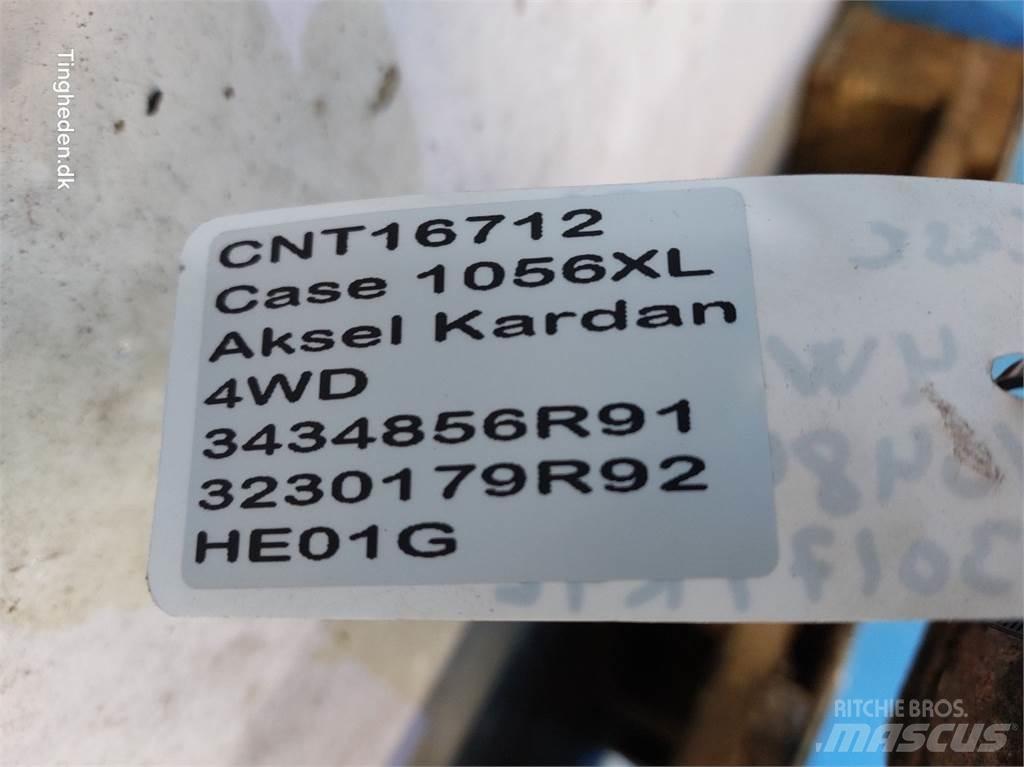 Tingheden.dk
CNT16712
Case 1056XL
Aksel Kardan
4WD
3434856R91
3230179R92
HE01G
RITCHIE BROS.
MASCUS